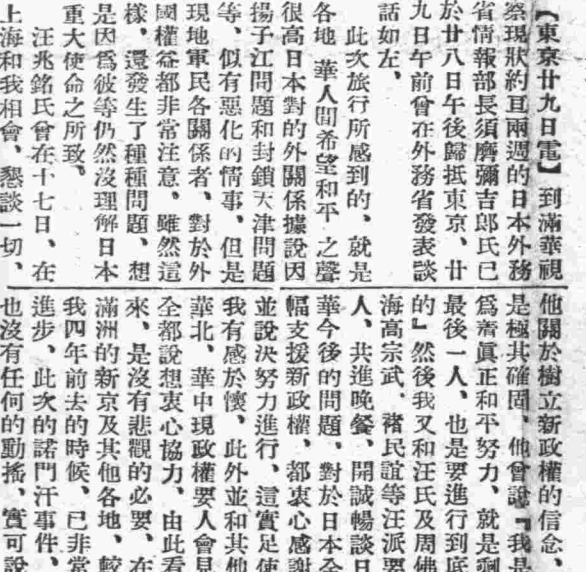 【東京廿九日電】到滿華視
察現狀約亘兩週的日本外務
省情報部長須磨彌吉郎氏已
於廿八日午後歸抵東京、廿
九日午前曾在外務省發表談
話如左、
此次旅行所感到的、就是
各地 華人間希望和平 之聲
很高日本對的外關係據說因
揚子江問題和封鎖天津問題
等、似有惡化的情事、但是
現地軍民各關係者、對於外
國權益都非常注意、雖然這
樣、還發生了種種問題、想
是因爲彼等仍然沒理解日本
重大使命之所致。
汪兆銘氏曾在十七日、在
上海和我相會、懇談一切、
他關於樹立新政權的信念、
是極其確固、他曾說『我是
爲着眞正和平努力、就是剩
最後一人、也是要進行到底
的』然後我又和汪氏及周佛
海高宗武、褚民誼等汪派要
人、共進晚餐、開誠暢談日
華今後的問題、對於日本全
幅支援新政權、都衷心感謝
並說決努力進行、這實足使
我有感於懷、此外並和其他
華北、華中現政權要人會見
全都說想衷心協力、由此看
來、是沒有悲觀的必要、在
滿洲的新京及其他各地、較
我四年前去的時候、已非常
進步、此次的諾門汗事件、
也沒有任何的動搖、實可說